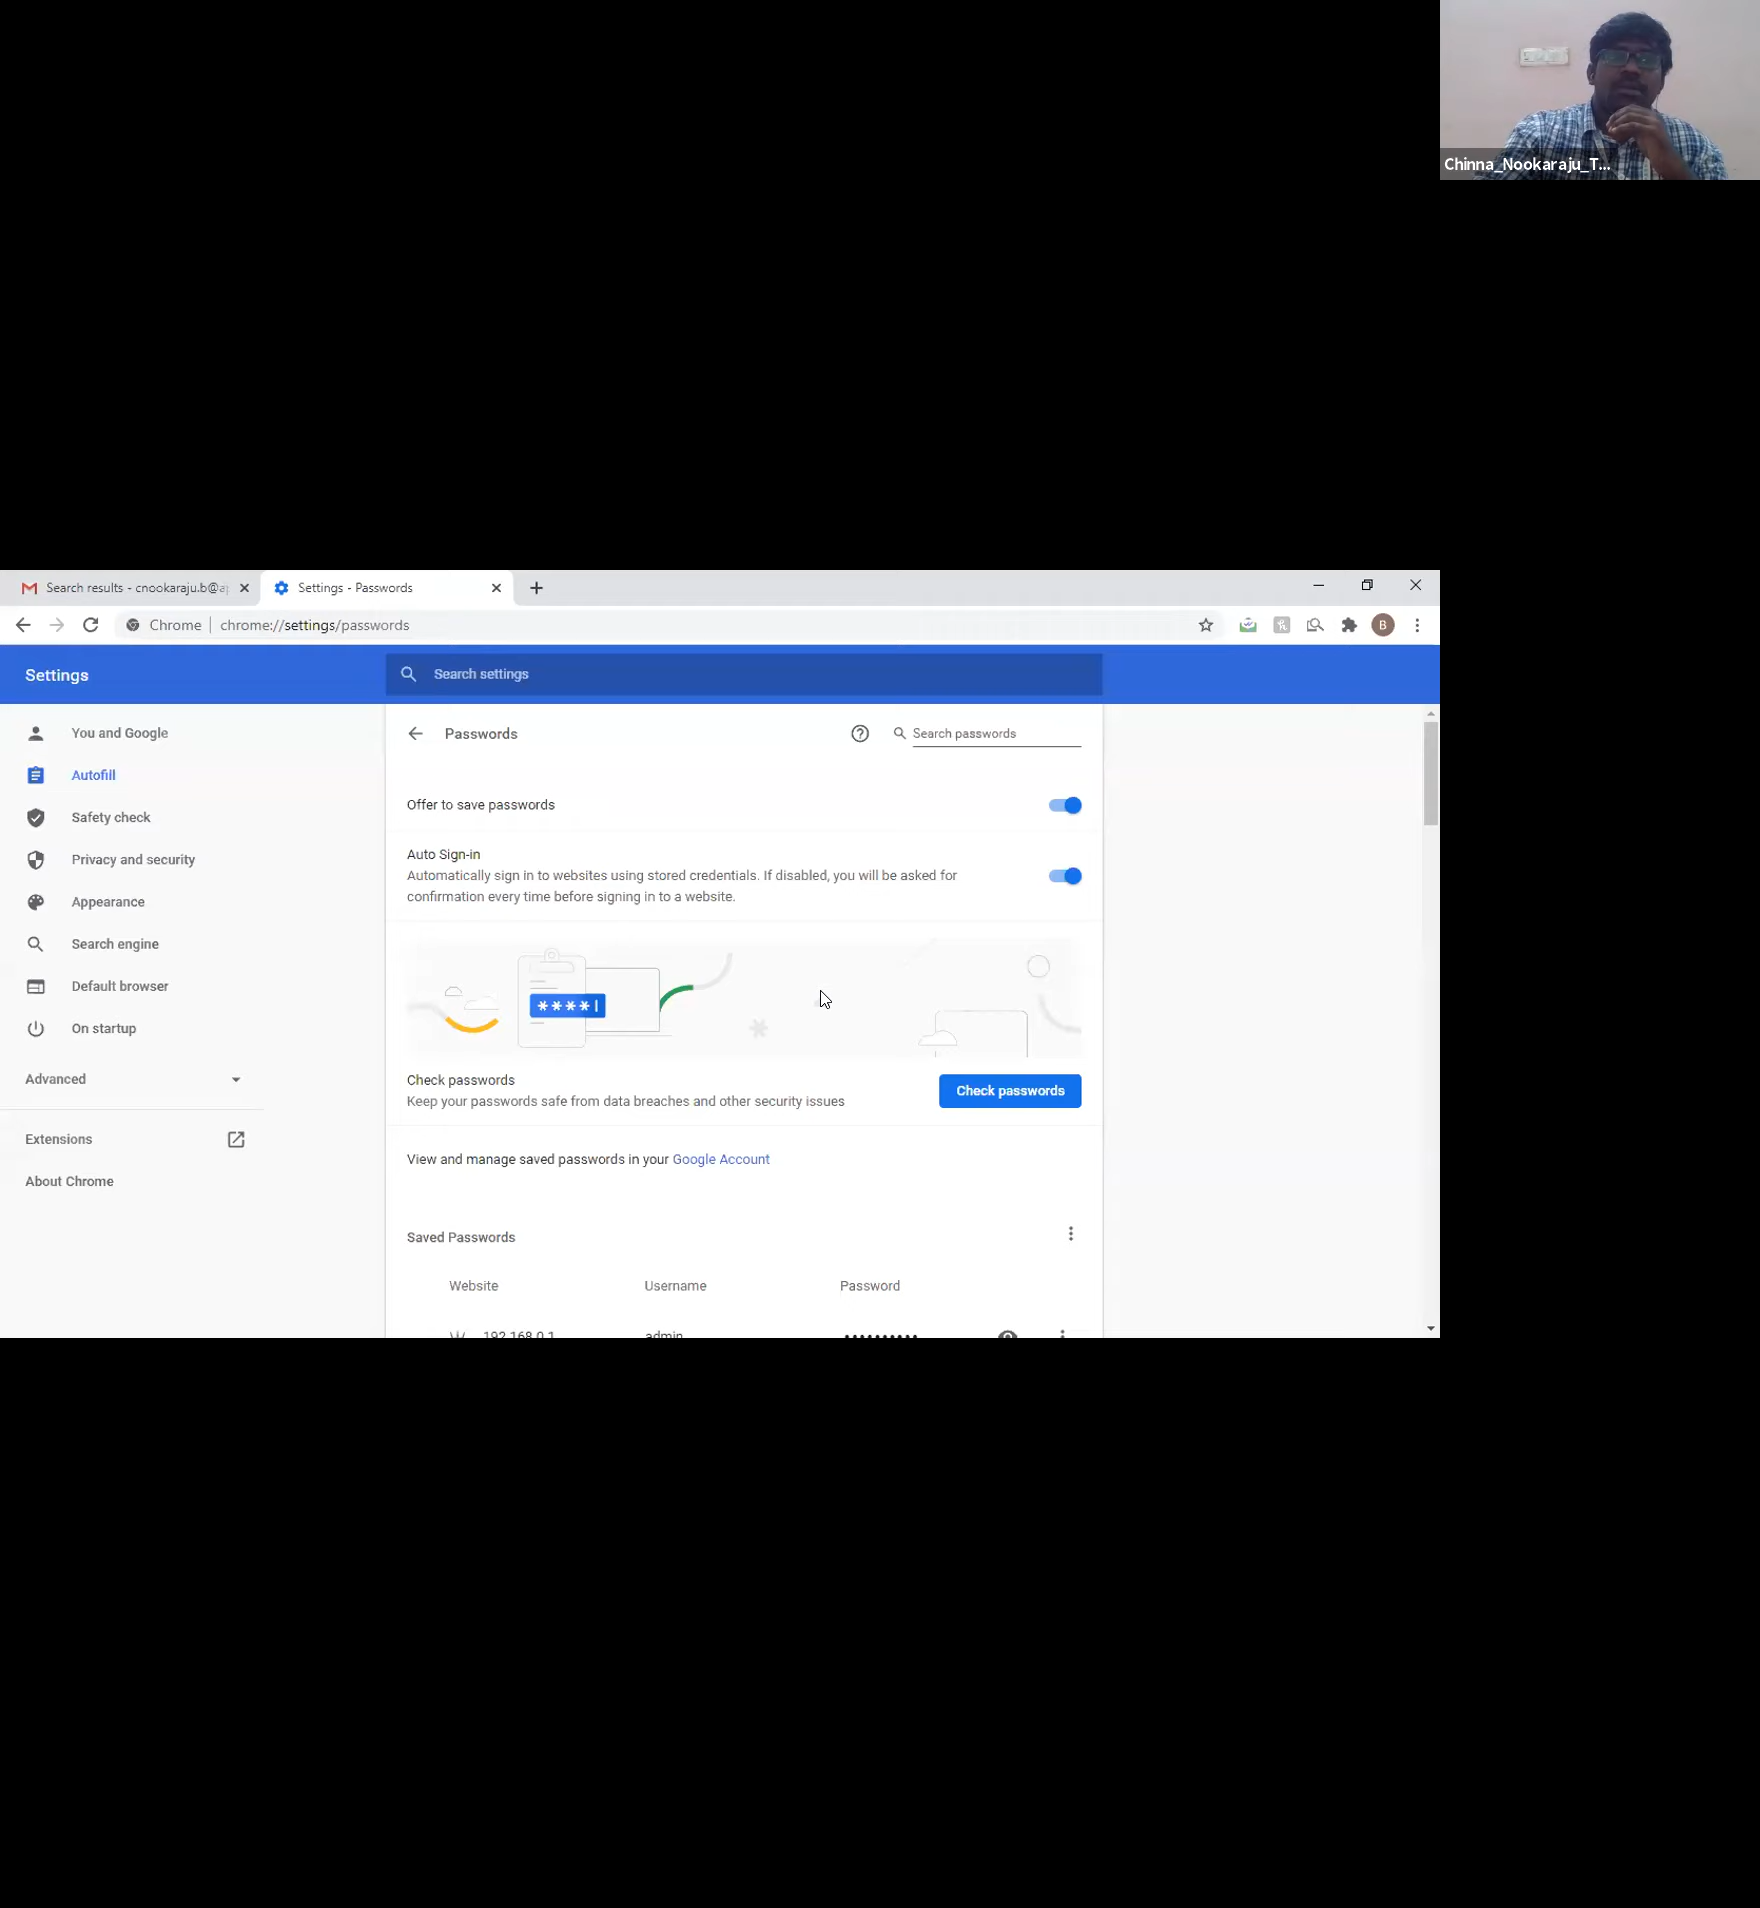 Chinna_Nookaraju_T...
Search results - cnookaraju.b@a
Settings - Passwords
Chrome | chrome://settings/passwords
B
Settings
Search settings
You and Google
Autofill
Safety check
Privacy and security
Appearance
Search engine
Default browser
On startup
Advanced
Extensions
About Chrome
Passwords
Search passwords
Offer to save passwords
Auto Sign-in
Automatically sign in to websites using stored credentials. If disabled, you will be asked for
confirmation every time before signing in to a website.
****|
Check passwords
Keep your passwords safe from data breaches and other security issues
Check passwords
View and manage saved passwords in your Google Account
Saved Passwords
Website Username Password
192.168.0.1 admin ••••••••••